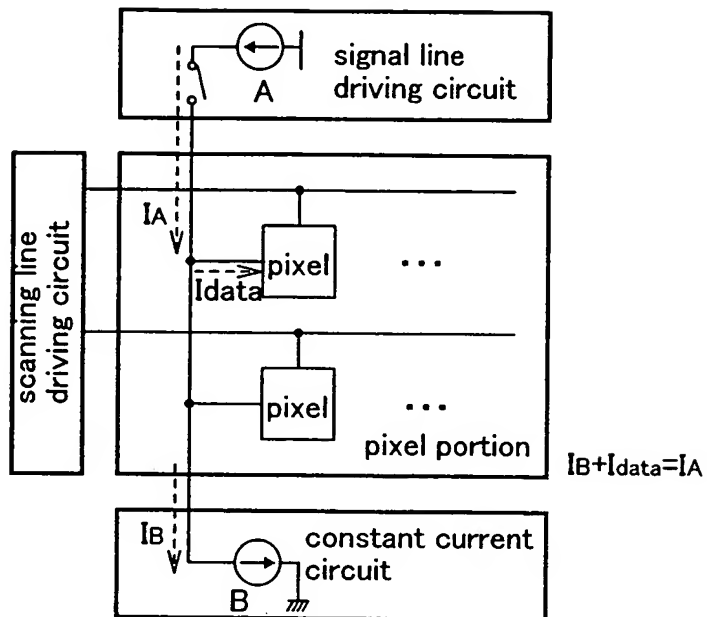 signal line
driving circuit
A
scanning line
driving circuit
IA
pixel
...
Idata
pixel
...
pixel portion
IB+Idata=IA
IB
constant current
circuit
B